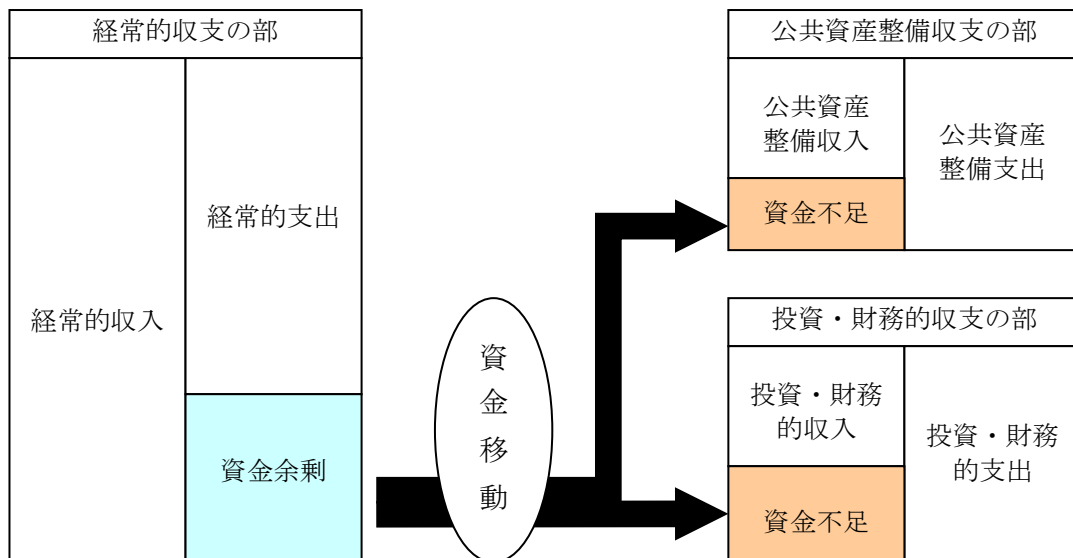 経常的収支の部
経常的収入
経常的支出
資金余剰
資金移動
公共資産整備収支の部
公共資産
整備収入
資金不足
公共資産
整備支出
投資・財務的収支の部
投資・財務
的収入
資金不足
投資・財務
的支出